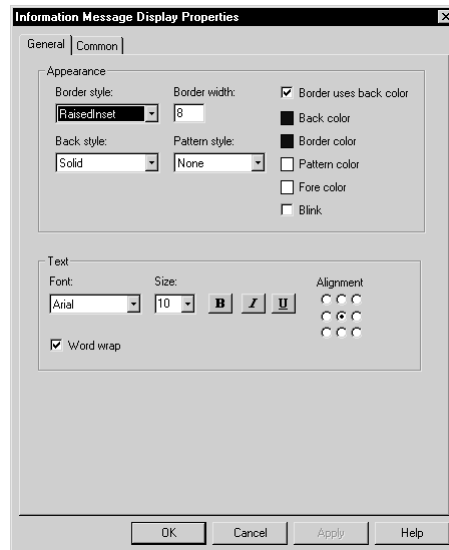 Information Message Display Properties
General Common
Appearance
Border style: Border width: Border uses back color
RaisedInset 8 Back color
Back style: Pattern style: Border color
Solid None Pattern color
Fore color
Blink
Text
Font: Size: Alignment
Arial 10 B I U
Word wrap
OK Cancel Apply Help